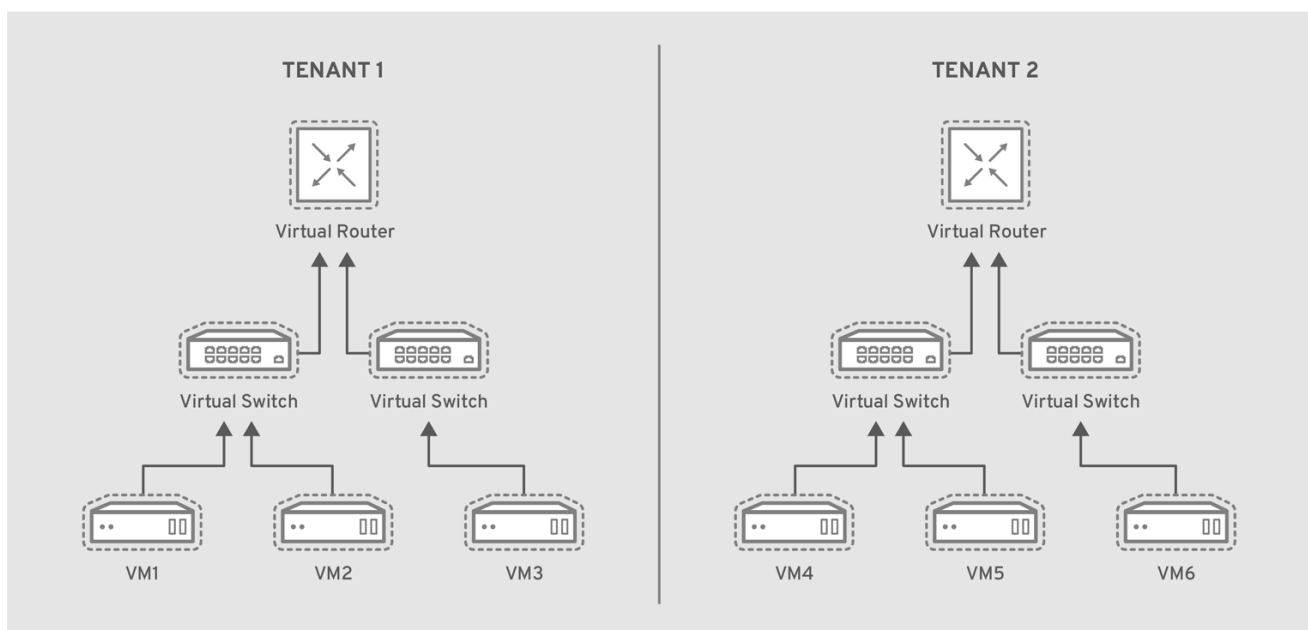 TENANT 1
TENANT 2
Virtual Router
Virtual Router
Virtual Switch
Virtual Switch
Virtual Switch
Virtual Switch
VM1
VM2
VM3
VM4
VM5
VM6